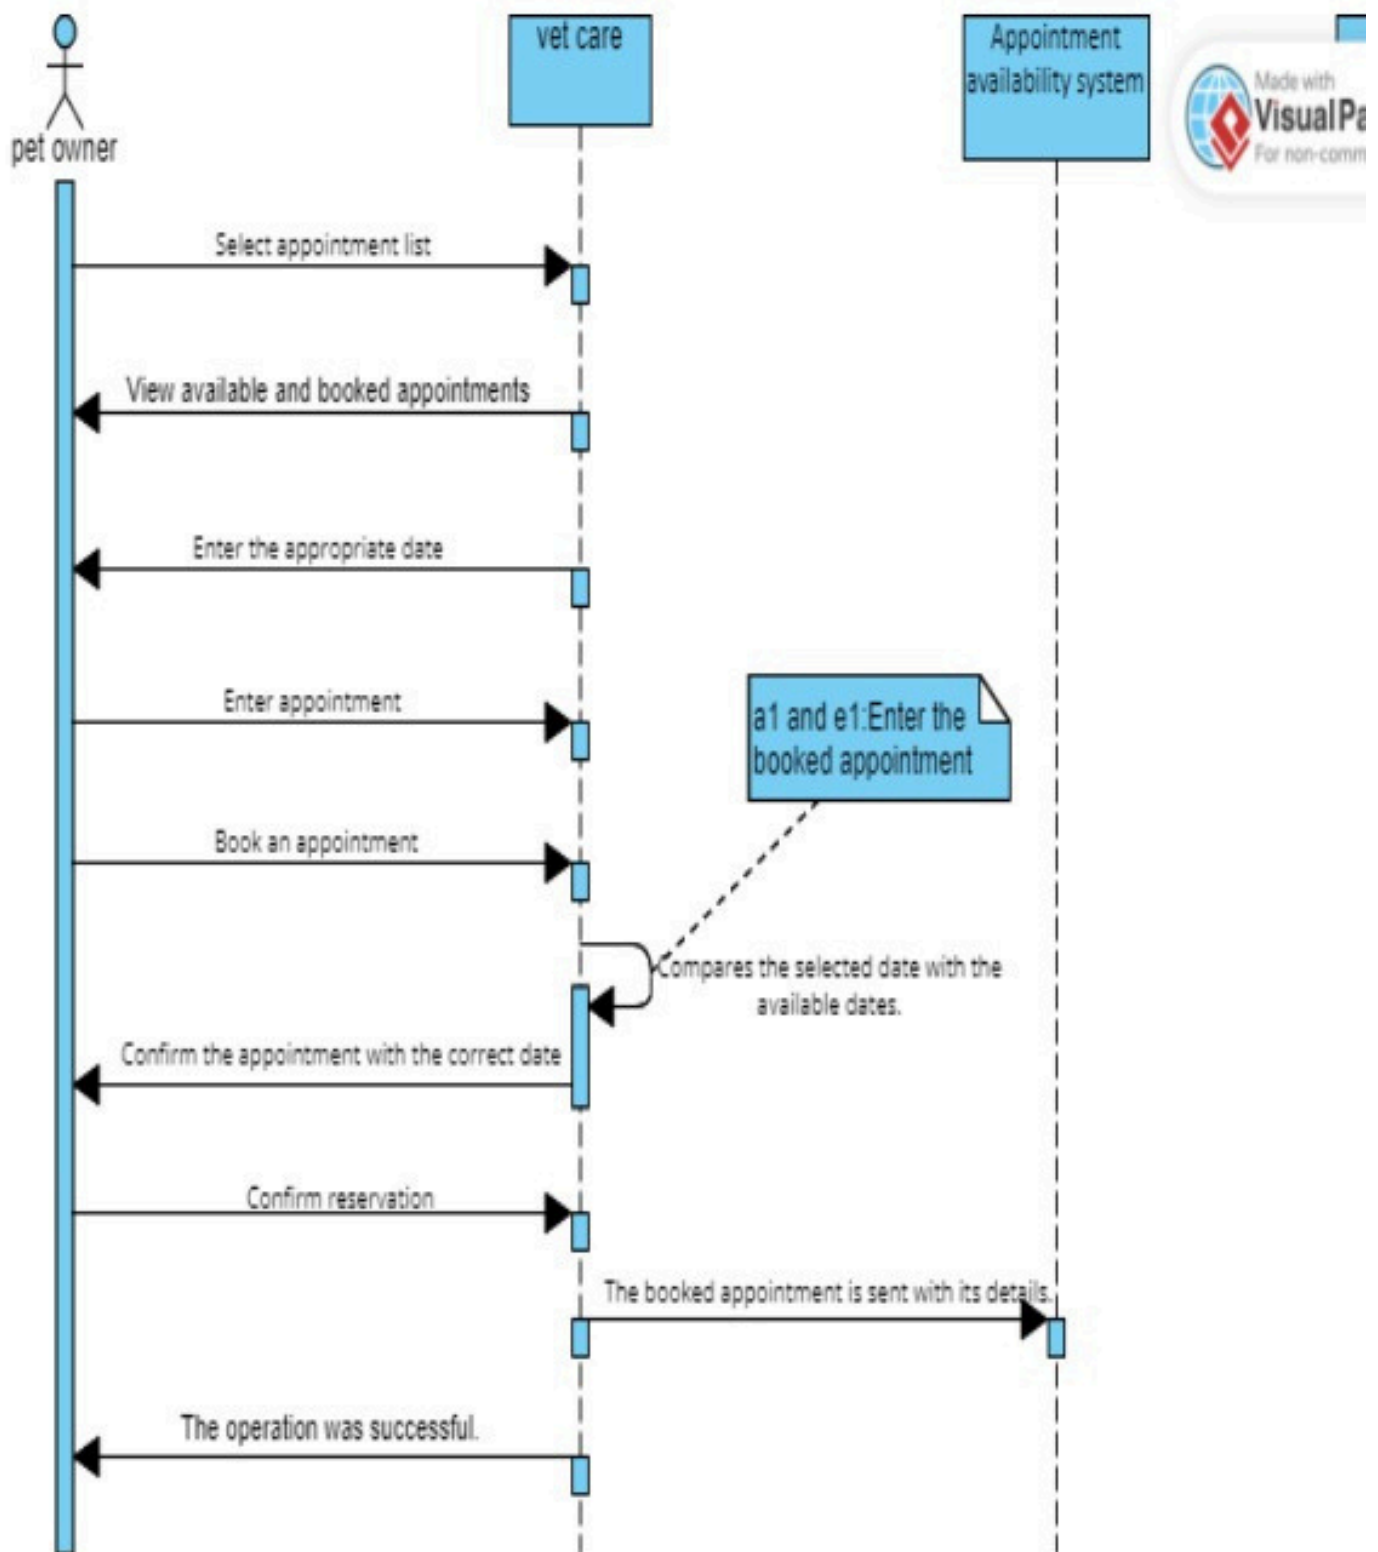 vet care
Appointment
availability system
Made with
Visual
For
pet owner
Select appointment list
View available and booked appointments
Enter the appropriate date
Enter appointment
a1 and e1:Enter the
booked appointment
Book an appointment
Compares the selected date with the
available dates.
Confirm the appointment with the correct date
Confirm reservation
The booked appointment is sent with its details.
The operation was successful.